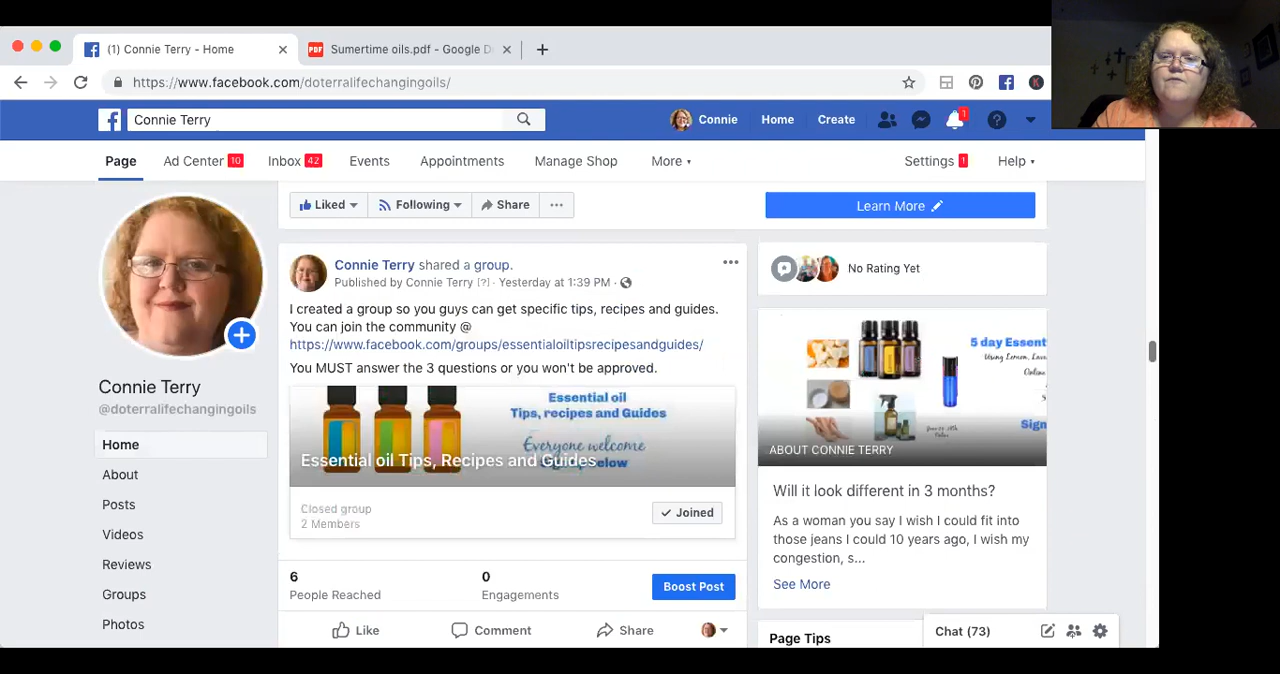 (1) Connie Terry - Home
Sumertime oils.pdf - Google D
https://www.facebook.com/doterralifechangingoils/
Connie Terry
Connie
Home
Create
1
Page
Ad Center 10
Inbox 42
Events
Appointments
Manage Shop
More
Settings 1
Help
Liked
Following
Share
Learn More
Connie Terry shared a group.
Published by Connie Terry [?] · Yesterday at 1:39 PM ·
I created a group so you guys can get specific tips, recipes and guides.
You can join the community @
https://www.facebook.com/groups/essentialoiltipsrecipesandguides/
You MUST answer the 3 questions or you won't be approved.
Essential oil
Tips, recipes and Guides
Everyone welcome
Essential oil Tips, Recipes and Guides
Closed group
2 Members
Joined
6
People Reached
0
Engagements
Boost Post
Like
Comment
Share
Connie Terry
@doterralifechangingoils
Home
About
Posts
Videos
Reviews
Groups
Photos
No Rating Yet
5 day Essent
Online
Sign
ABOUT CONNIE TERRY
Will it look different in 3 months?
As a woman you say I wish I could fit into
those jeans I could 10 years ago, I wish my
congestion, s...
See More
Page Tips
Chat (73)